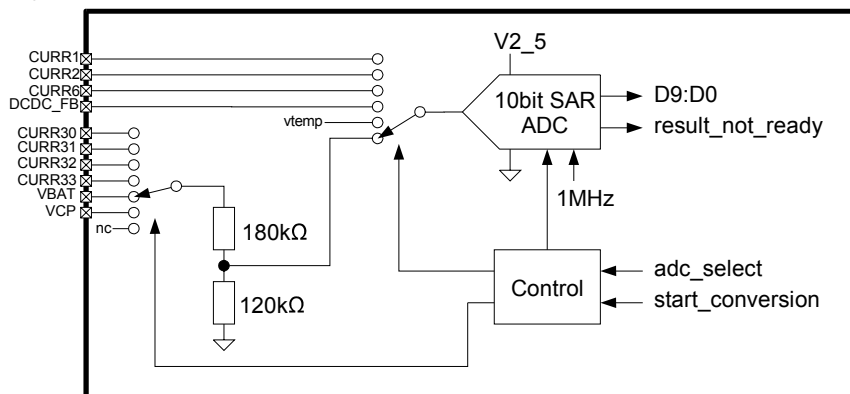 V2_5
CURR1
CURR2
CURR6
DCDC_FB
vtemp
10bit SAR
ADC
D9:D0
result_not_ready
CURR30
CURR31
CURR32
CURR33
VBAT
VCP
nc
1MHz
180kΩ
120kΩ
Control
adc_select
start_conversion